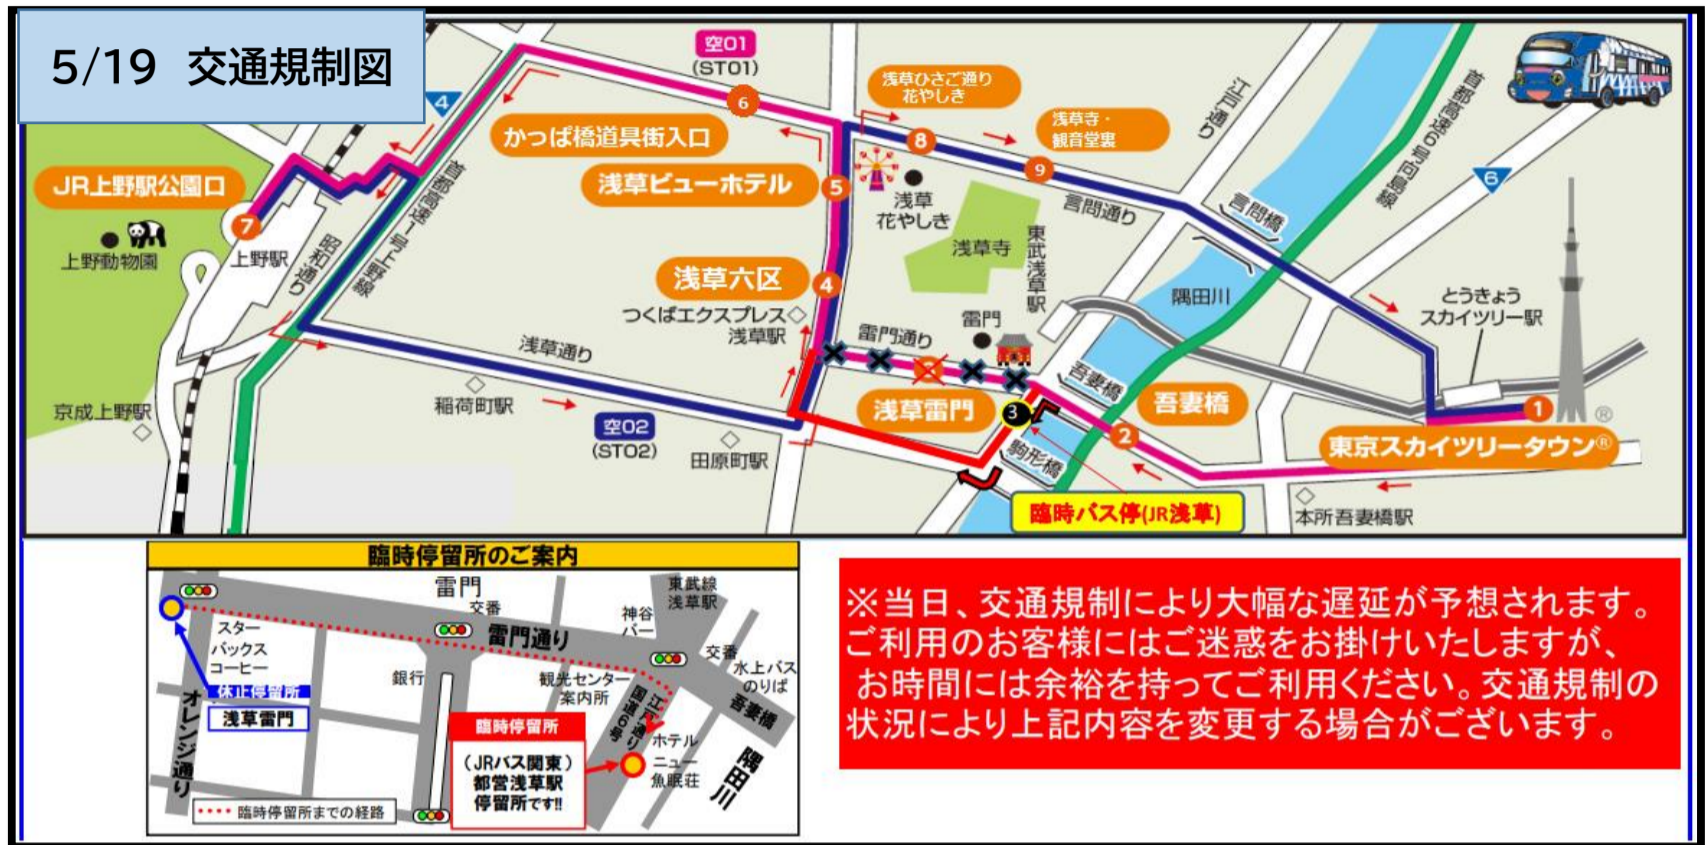 5/19 交通規制図
空01
(ST01)
浅草ひさご通り
花やしき
江戸通り
首都高速6号向島線
4
6
かっぱ橋道具街入口
8
浅草寺・
観音堂裏
9
6
JR上野駅公園口
7
上野動物園
上野駅
昭和通り
首都高速1号上野線
浅草ビューホテル
5
浅草
花やしき
言問通り
言問橋
浅草寺
東武浅草駅
浅草六区
4
つくばエクスプレス
浅草駅
雷門通り
雷門
隅田川
とうきょう
スカイツリー駅
浅草通り
吾妻橋
京成上野駅
稲荷町駅
空02
(ST02)
田原町駅
浅草雷門
3
吾妻橋
2
1
®
駒形橋
東京スカイツリータウン®
臨時バス停(JR浅草)
本所吾妻橋駅
臨時停留所のご案内
雷門
交番
東武線
浅草駅
神谷
バー
スター
バックス
コーヒー
雷門通り
交番
水上バス
のりば
銀行
観光センター
案内所
吾妻橋
休止停留所
浅草雷門
オレンジ通り
江戸通り
国道6号
臨時停留所
(JRバス関東)
都営浅草駅
停留所です!!
ホテル
ニュー
魚眠荘
隅田川
臨時停留所までの経路
※当日、交通規制により大幅な遅延が予想されます。
ご利用のお客様にはご迷惑をお掛けいたしますが、
お時間には余裕を持ってご利用ください。交通規制の
状況により上記内容を変更する場合がございます。